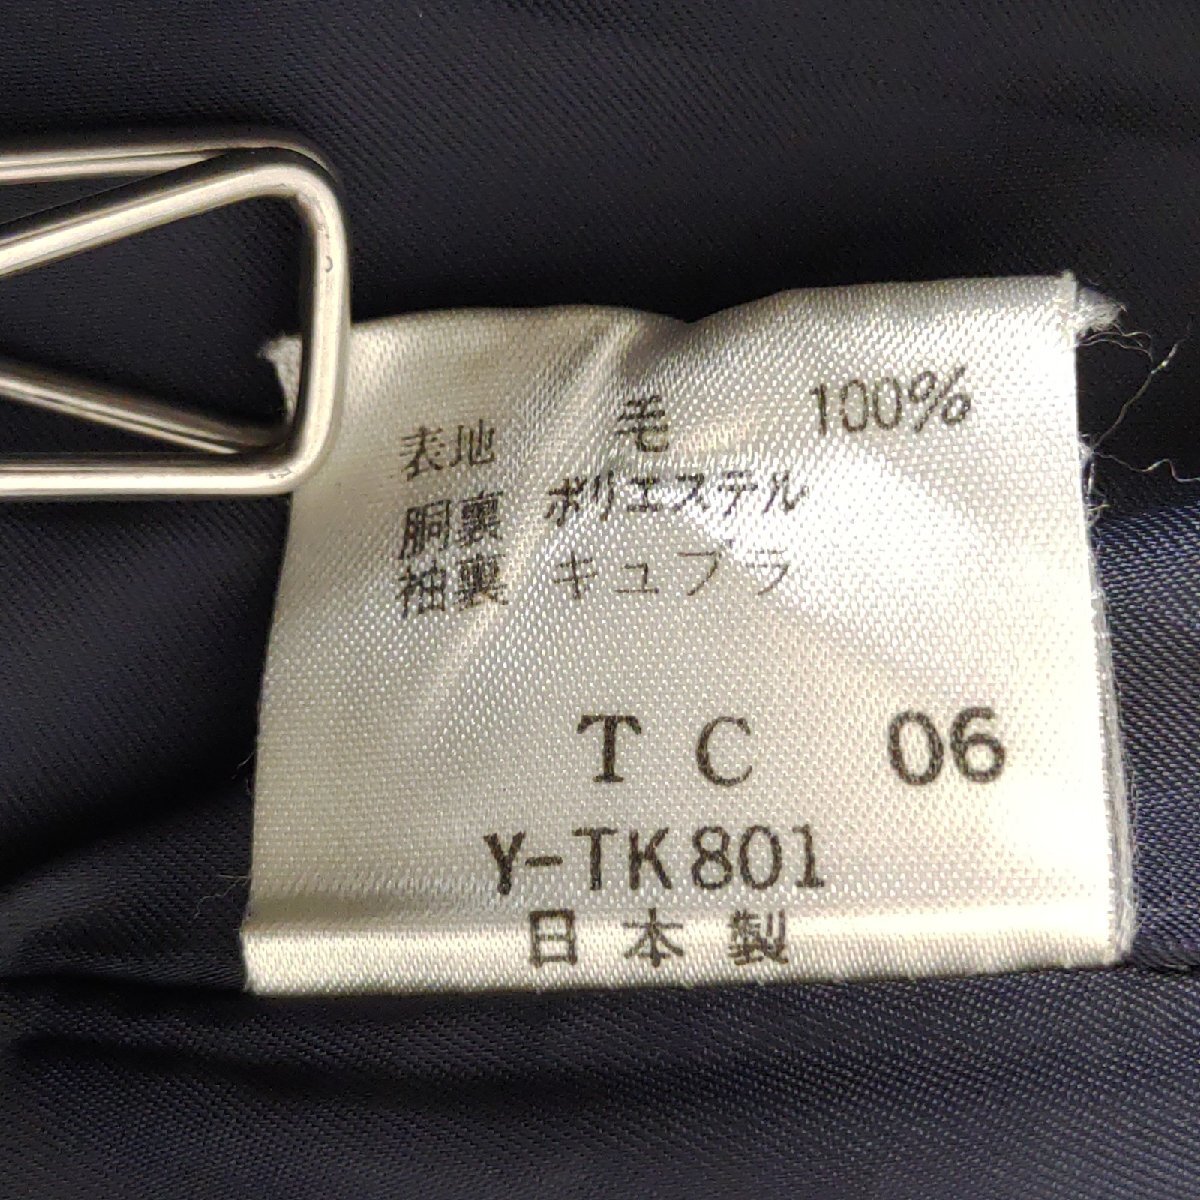 表地 毛 100%
胴裏 ポリエステル
袖裏 キュプラ
TC 06
Y-TK801
日本製